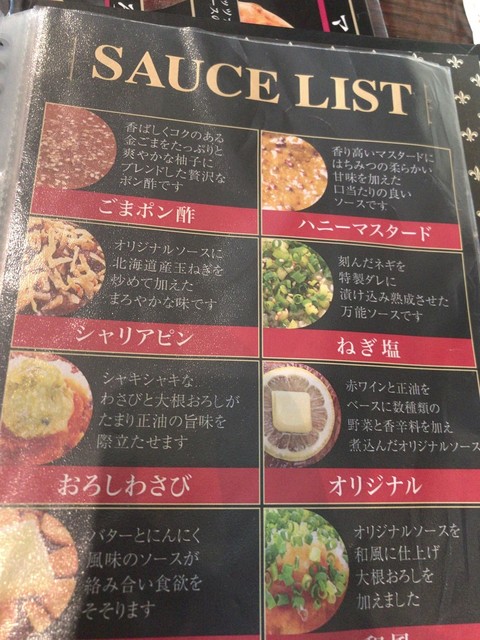 SAUCE LIST
香ばしくコクのある
金ごまをたっぷりと
爽やかな柚子に
ブレンドした贅沢な
ポン酢です
ごまポン酢
香り高いマスタードに
はちみつの柔らかい
甘味を加えた
口当たりの良い
ソースです
ハニーマスタード
オリジナルソースに
北海道産玉ねぎを
炒めて加えた
まろやかな味です
シャリアピン
刻んだネギを
特製ダレに
漬け込み熟成させた
万能ソースです
ねぎ塩
シャキシャキな
わさびと大根おろしが
たまり正油の旨味を
際立たせます
おろしわさび
赤ワインと正油を
ベースに数種類の
野菜と香辛料を加え
煮込んだオリジナルソース
オリジナル
バターとにんにく
風味のソースが
絡み合い食欲を
そそります
オリジナルソースを
和風に仕上げ
大根おろしを
加えました
和風